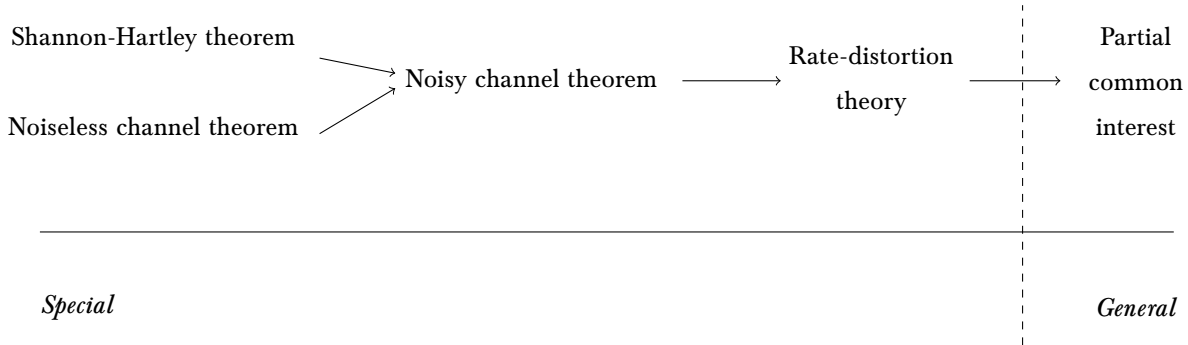 Shannon-Hartley theorem
Noiseless channel theorem
Noisy channel theorem
Rate-distortion
theory
Partial
common
interest
Special
General